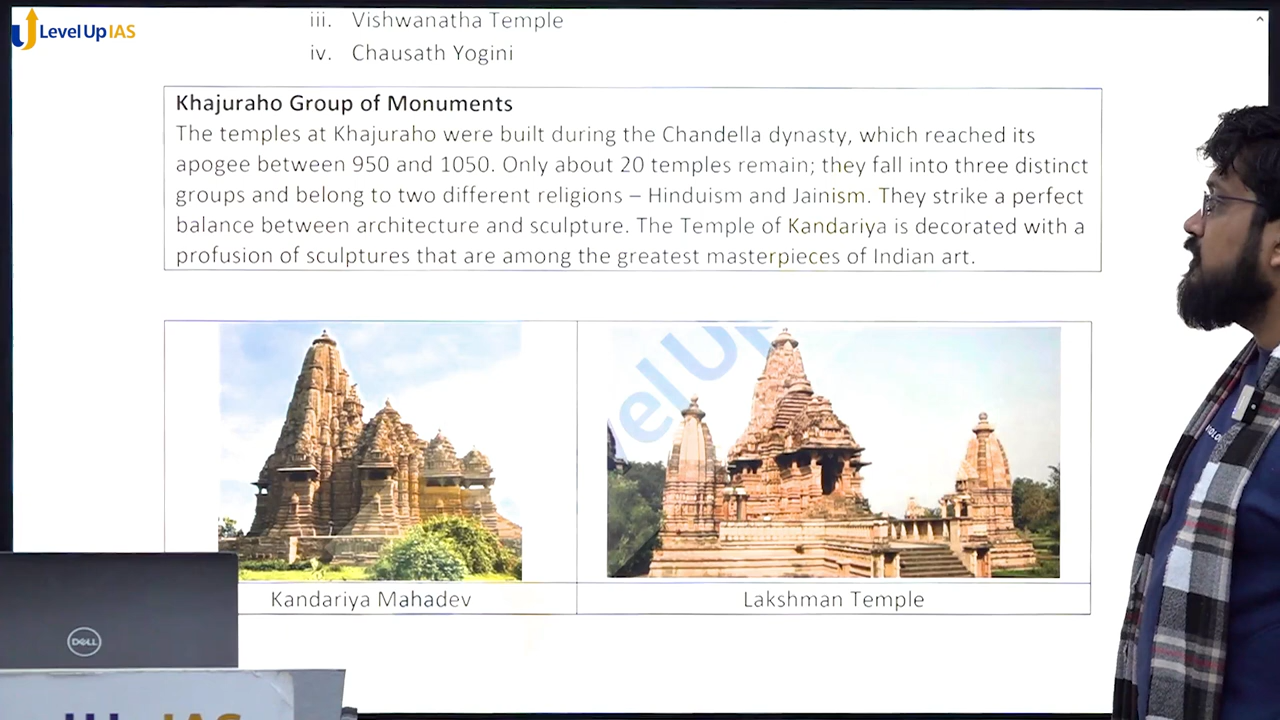 Level Up IAS
iii. Vishwanatha Temple
iv. Chausath Yogini
Khajuraho Group of Monuments
The temples at Khajuraho were built during the Chandella dynasty, which reached its
apogee between 950 and 1050. Only about 20 temples remain; they fall into three distinct
groups and belong to two different religions – Hinduism and Jainism. They strike a perfect
balance between architecture and sculpture. The Temple of Kandariya is decorated with a
profusion of sculptures that are among the greatest masterpieces of Indian art.
Kandariya Mahadev
Lakshman Temple
DELL